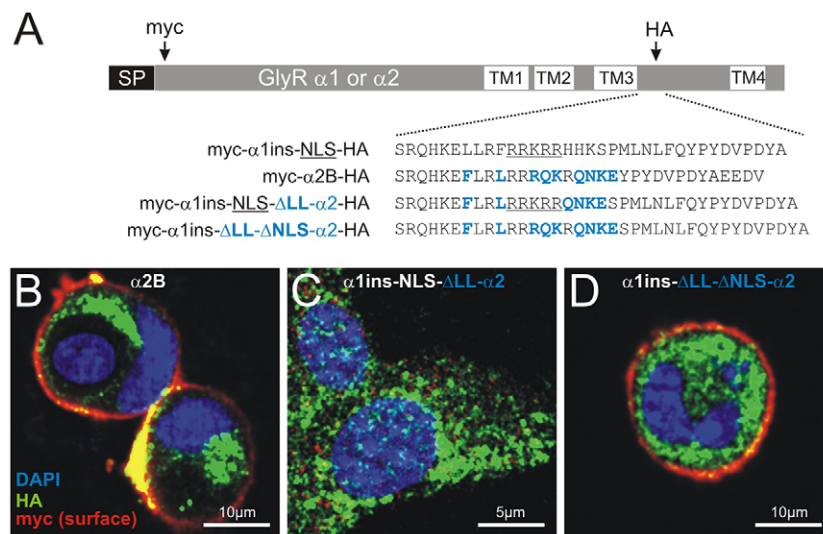 A
myc HA
SP GlyR α1 or α2 TM1 TM2 TM3 TM4
myc-α1ins-NLS-HA SRQHKELLRFRRKRRHHKSPMLNLFQYPYDVPDYA
myc-α2B-HA SRQHKEFLRLRRRQKRQNKEYPYDVPDYAEEDV
myc-α1ins-NLS-ΔLL-α2-HA SRQHKEFLRLRRKRRQNKESPMLNLFQYPYDVPDYA
myc-α1ins-ΔLL-ΔNLS-α2-HA SRQHKEFLRLRRRQKRQNKESPMLNLFQYPYDVPDYA
B α2B
C α1ins-NLS-ΔLL-α2
D α1ins-ΔLL-ΔNLS-α2
DAPI
HA
myc (surface)
10μm
5μm
10μm